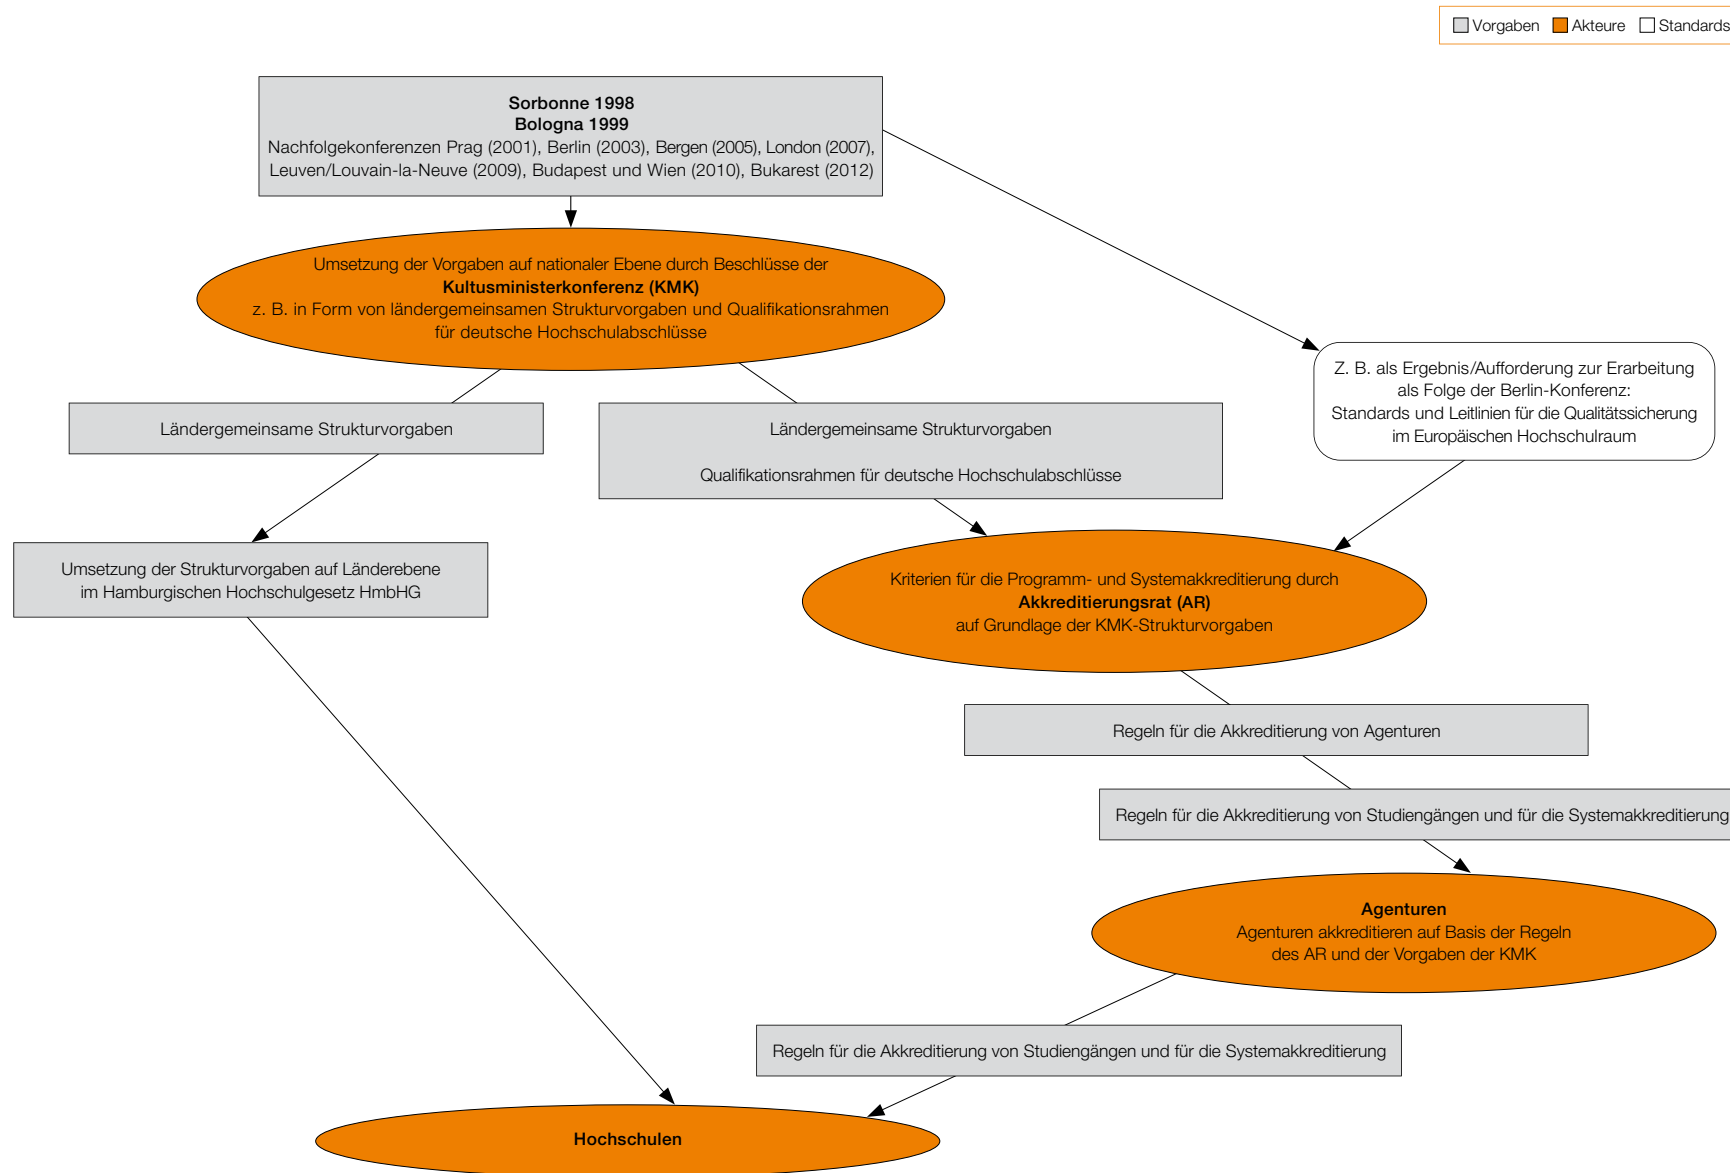 Vorgaben Akteure Standards
Sorbonne 1998
Bologna 1999
Nachfolgekonferenzen Prag (2001), Berlin (2003), Bergen (2005), London (2007),
Leuven/Louvain-la-Neuve (2009), Budapest und Wien (2010), Bukarest (2012)
Umsetzung der Vorgaben auf nationaler Ebene durch Beschlüsse der
Kultusministerkonferenz (KMK)
z. B. in Form von ländergemeinsamen Strukturvorgaben und Qualifikationsrahmen
für deutsche Hochschulabschlüsse
Z. B. als Ergebnis/Aufforderung zur Erarbeitung
als Folge der Berlin-Konferenz:
Standards und Leitlinien für die Qualitätssicherung
im Europäischen Hochschulraum
Ländergemeinsame Strukturvorgaben
Ländergemeinsame Strukturvorgaben
Qualifikationsrahmen für deutsche Hochschulabschlüsse
Umsetzung der Strukturvorgaben auf Länderebene
im Hamburgischen Hochschulgesetz HmbHG
Kriterien für die Programm- und Systemakkreditierung durch
Akkreditierungsrat (AR)
auf Grundlage der KMK-Strukturvorgaben
Regeln für die Akkreditierung von Agenturen
Regeln für die Akkreditierung von Studiengängen und für die Systemakkreditierung
Agenturen
Agenturen akkreditieren auf Basis der Regeln
des AR und der Vorgaben der KMK
Regeln für die Akkreditierung von Studiengängen und für die Systemakkreditierung
Hochschulen